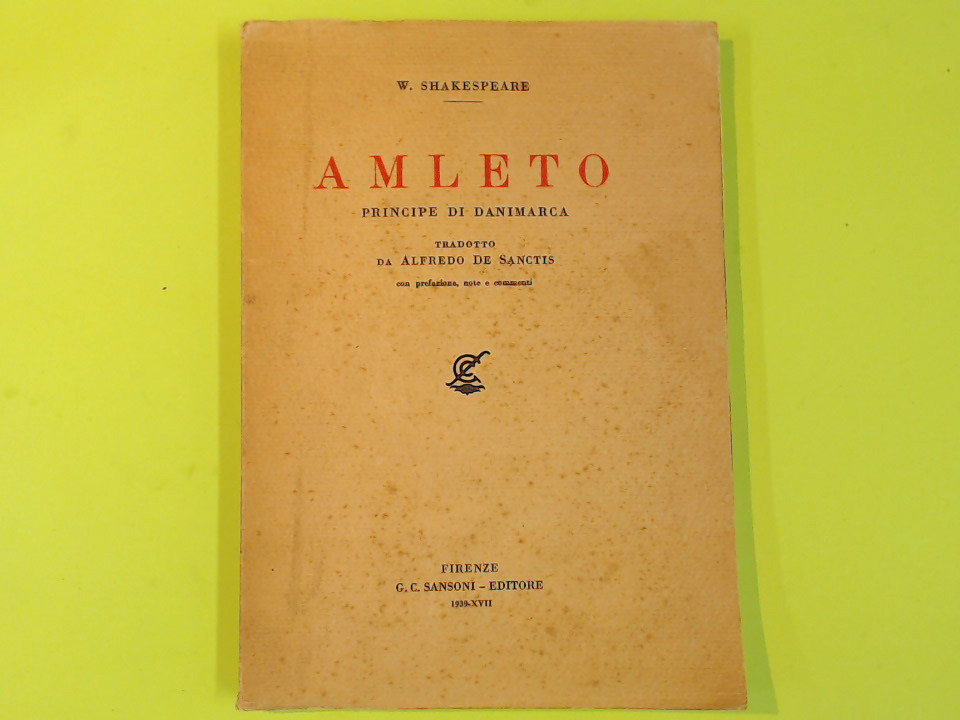 W. SHAKESPEARE
AMLETO
PRINCIPE DI DANIMARCA
TRADOTTO
DA ALFREDO DE SANCTIS
con prefazione, note e commenti
FIRENZE
G. C. SANSONI – EDITORE
1939-XVII